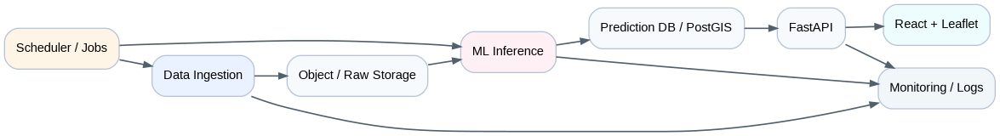 Scheduler / Jobs
Data Ingestion
Object / Raw Storage
ML Inference
Prediction DB / PostGIS
FastAPI
React + Leaflet
Monitoring / Logs